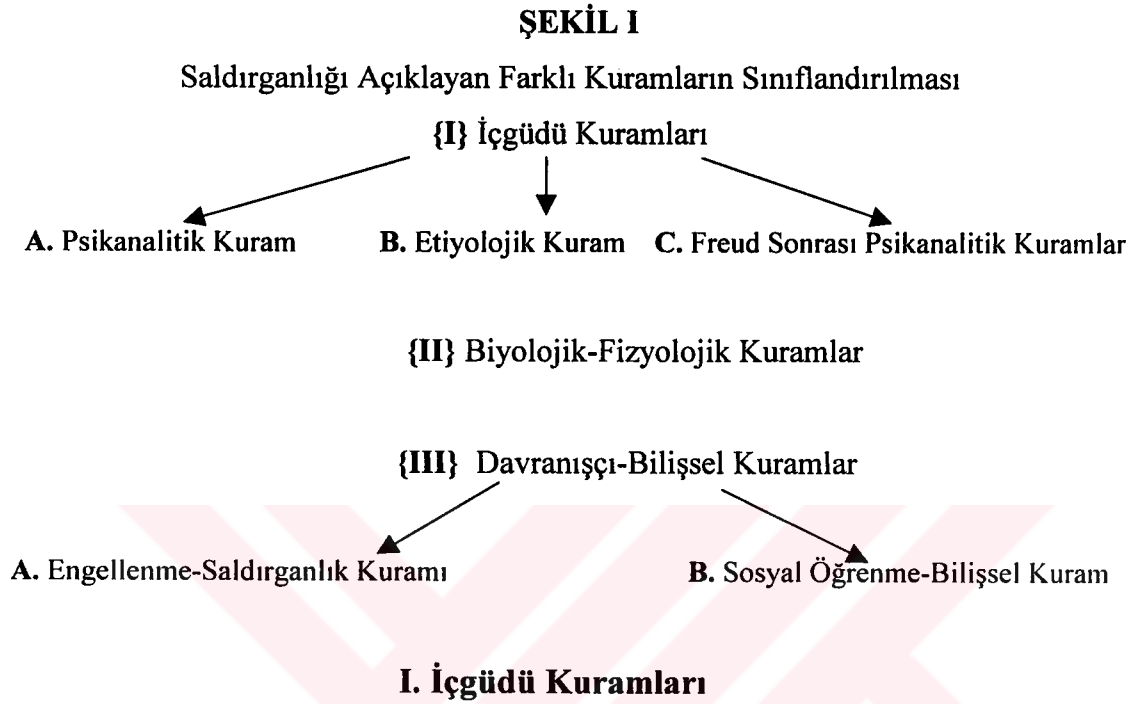 ŞEKİL I
Saldırganlığı Açıklayan Farklı Kuramların Sınıflandırılması
{I} İçgüdü Kuramları
A. Psikanalitik Kuram B. Etiyolojik Kuram C. Freud Sonrası Psikanalitik Kuramlar
{II} Biyolojik-Fizyolojik Kuramlar
{III} Davranışçı-Bilişsel Kuramlar
A. Engellenme-Saldırganlık Kuramı B. Sosyal Öğrenme-Bilişsel Kuram
I. İçgüdü Kuramları